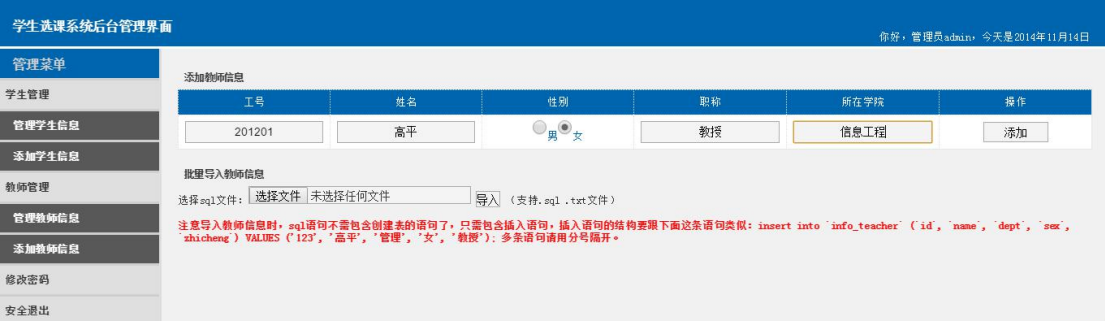 学生选课系统后台管理界面
你好，管理员admin，今天是2014年11月14日
管理菜单
学生管理
管理学生信息
添加学生信息
教师管理
管理教师信息
添加教师信息
修改密码
安全退出
添加教师信息
工号 姓名 性别 职称 所在学院 操作
201201 高平 男 女 教授 信息工程 添加
批里导入教师信息
选择sql文件： 选择文件 未选择任何文件 导入 （支持.sql .txt文件）
注意导入教师信息时，sql语句不需包含创建表的语句了，只需包含插入语句，插入语句的结构要跟下面这条语句类似：insert into `info_teacher` (`id`, `name`, `dept`, `sex`,
`zhicheng`) VALUES ('123', '高平', '管理', '女', '教授'); 多条语句请用分号隔开。